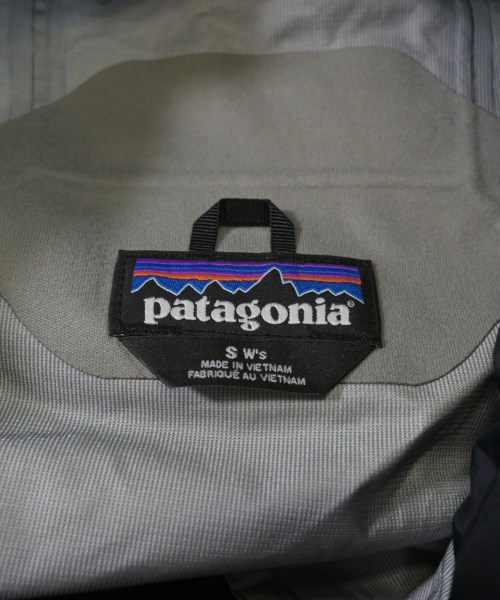 patagonia®
S W's
MADE IN VIETNAM
FABRIQUÉ AU VIETNAM